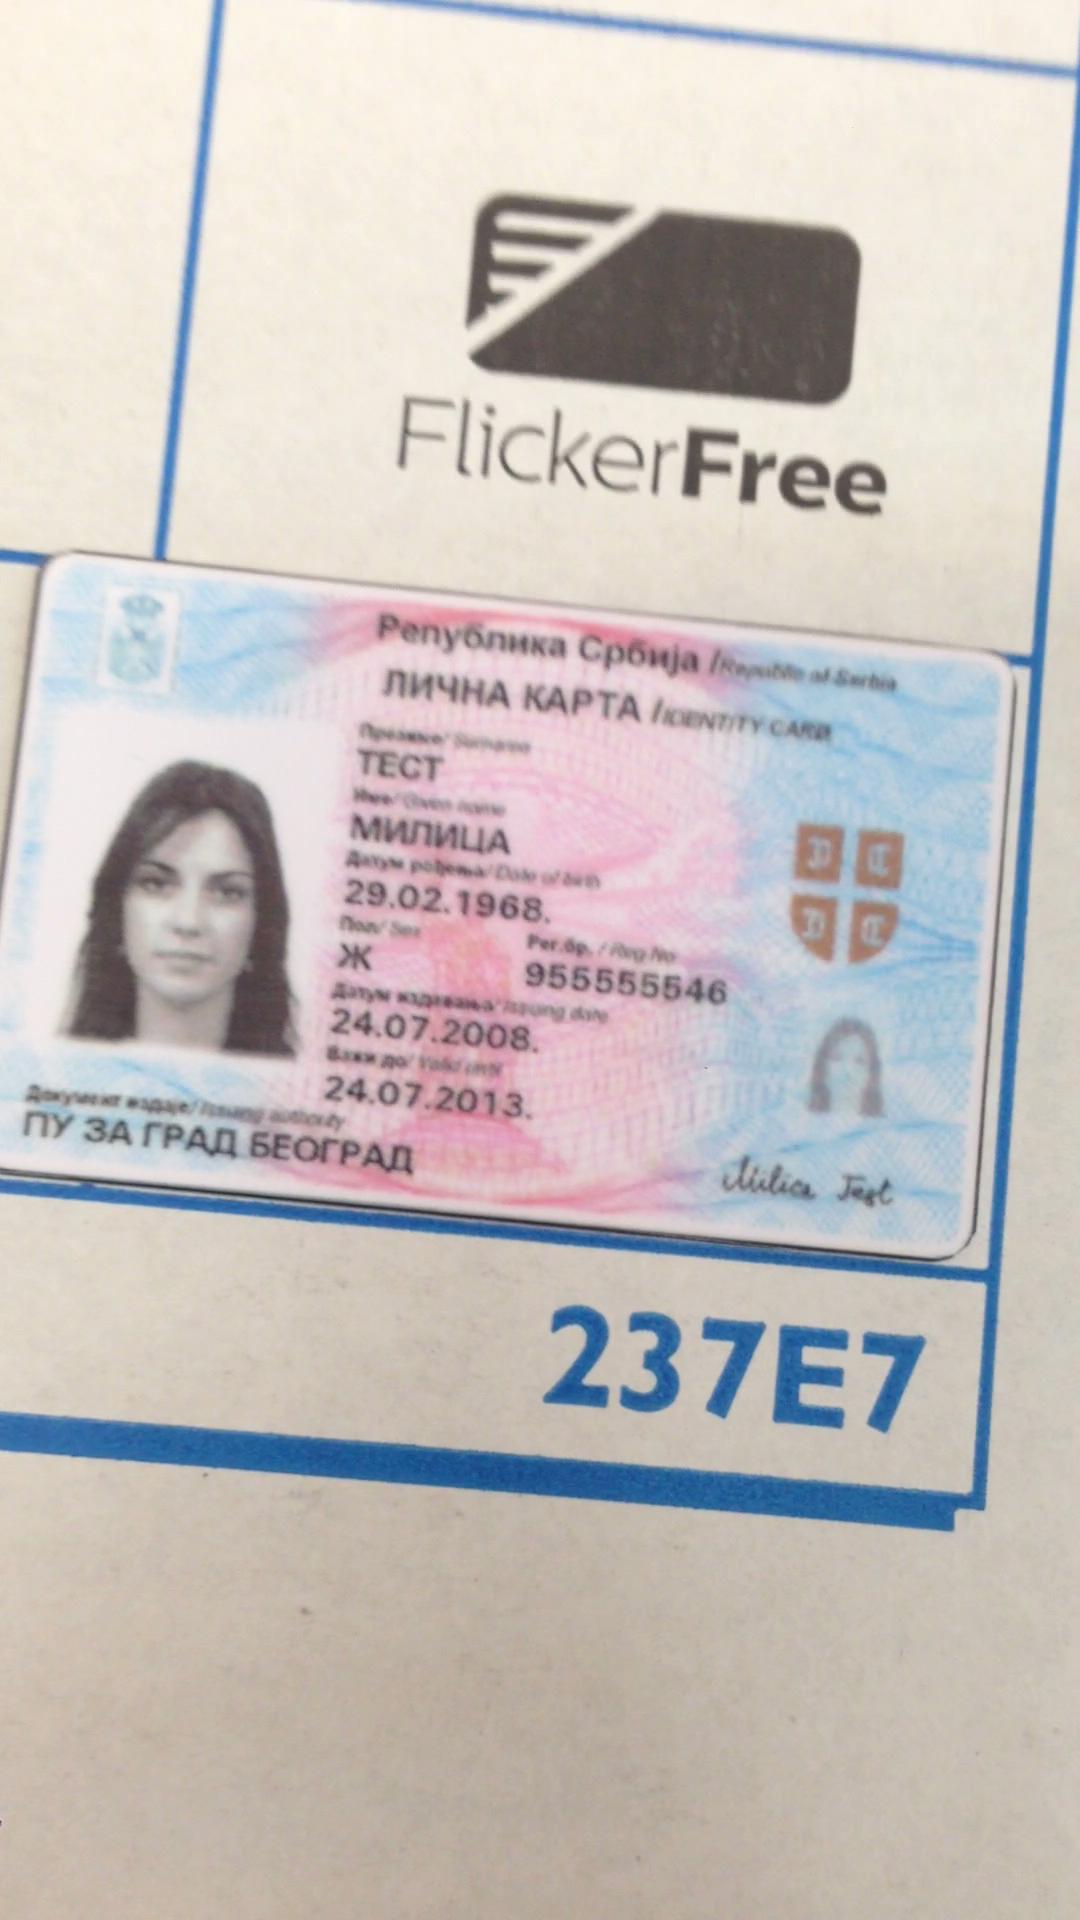 FlickerFree
Република Србија /Republic of Serbia
ЛИЧНА КАРТА /IDENTITY CARD
Презиме/ Surname
ТЕСТ
Име/ Given name
МИЛИЦА
Датум рођења/ Date of birth
29.02.1968.
Пол/ Sex
Ж
Рег.бр. / Reg No
955555546
Датум издавања/ Issuing date
24.07.2008.
Важи до/ Valid until
24.07.2013.
Документ издаје/ Issuing authority
ПУ ЗА ГРАД БЕОГРАД
Milica Test
237E7